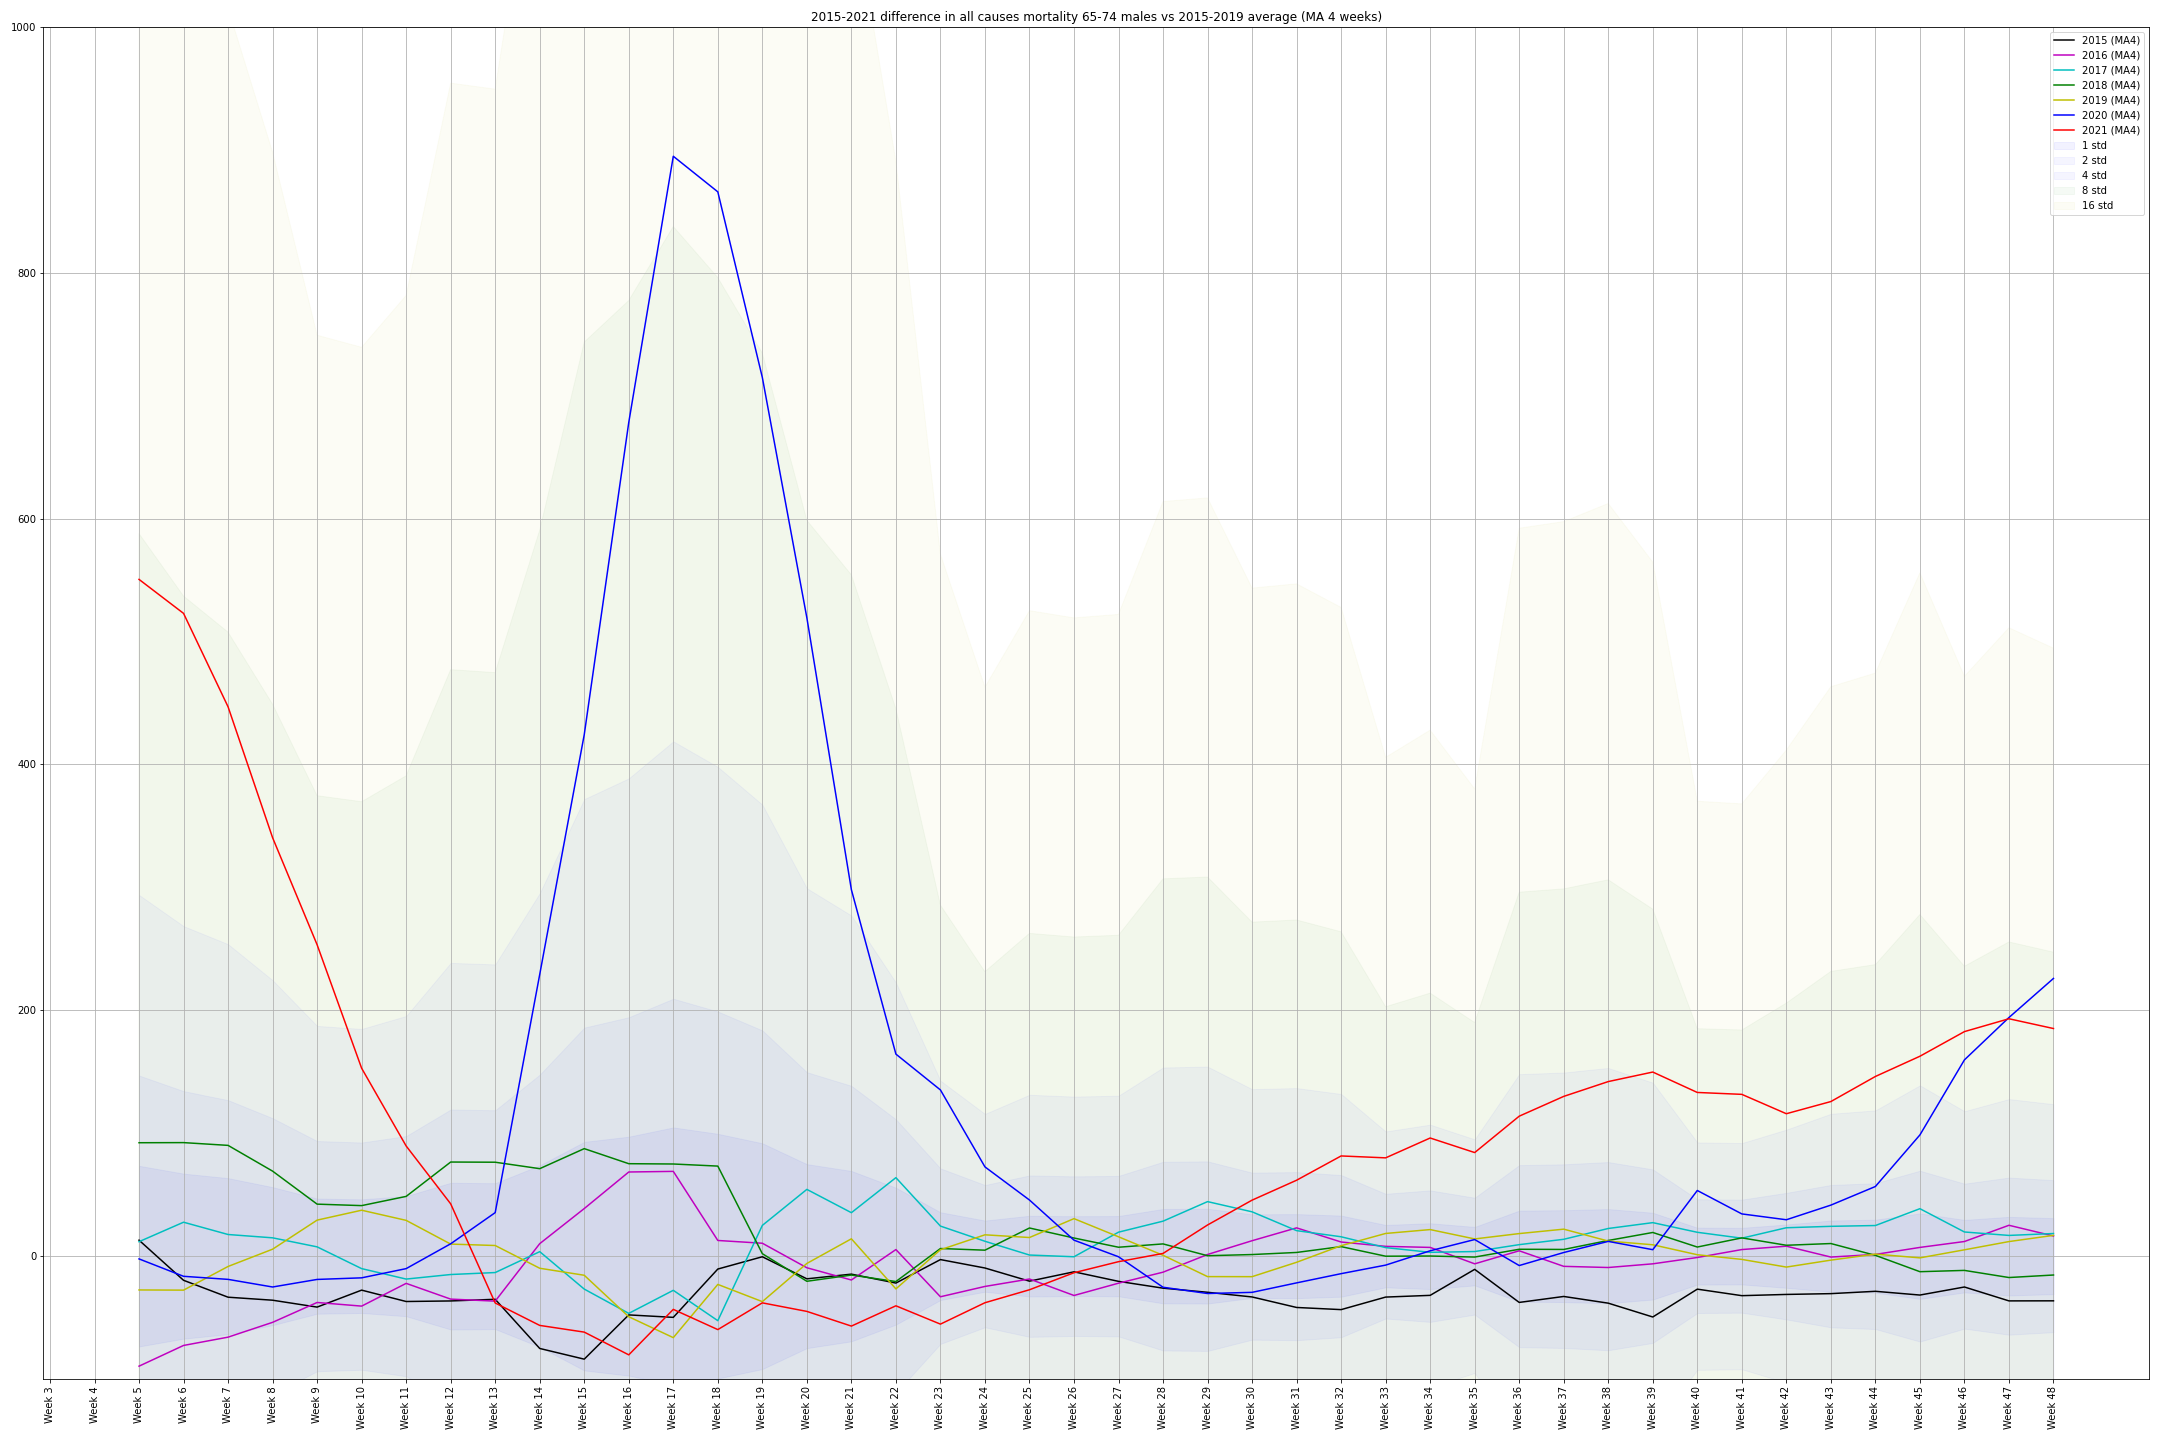 2015-2021 difference in all causes mortality 65-74 males vs 2015-2019 average (MA 4 weeks)
1000
800
600
400
200
0
2015 (MA4)
2016 (MA4)
2017 (MA4)
2018 (MA4)
2019 (MA4)
2020 (MA4)
2021 (MA4)
1 std
2 std
4 std
8 std
16 std
Week 3
Week 4
Week 5
Week 6
Week 7
Week 8
Week 9
Week 10
Week 11
Week 12
Week 13
Week 14
Week 15
Week 16
Week 17
Week 18
Week 19
Week 20
Week 21
Week 22
Week 23
Week 24
Week 25
Week 26
Week 27
Week 28
Week 29
Week 30
Week 31
Week 32
Week 33
Week 34
Week 35
Week 36
Week 37
Week 38
Week 39
Week 40
Week 41
Week 42
Week 43
Week 44
Week 45
Week 46
Week 47
Week 48